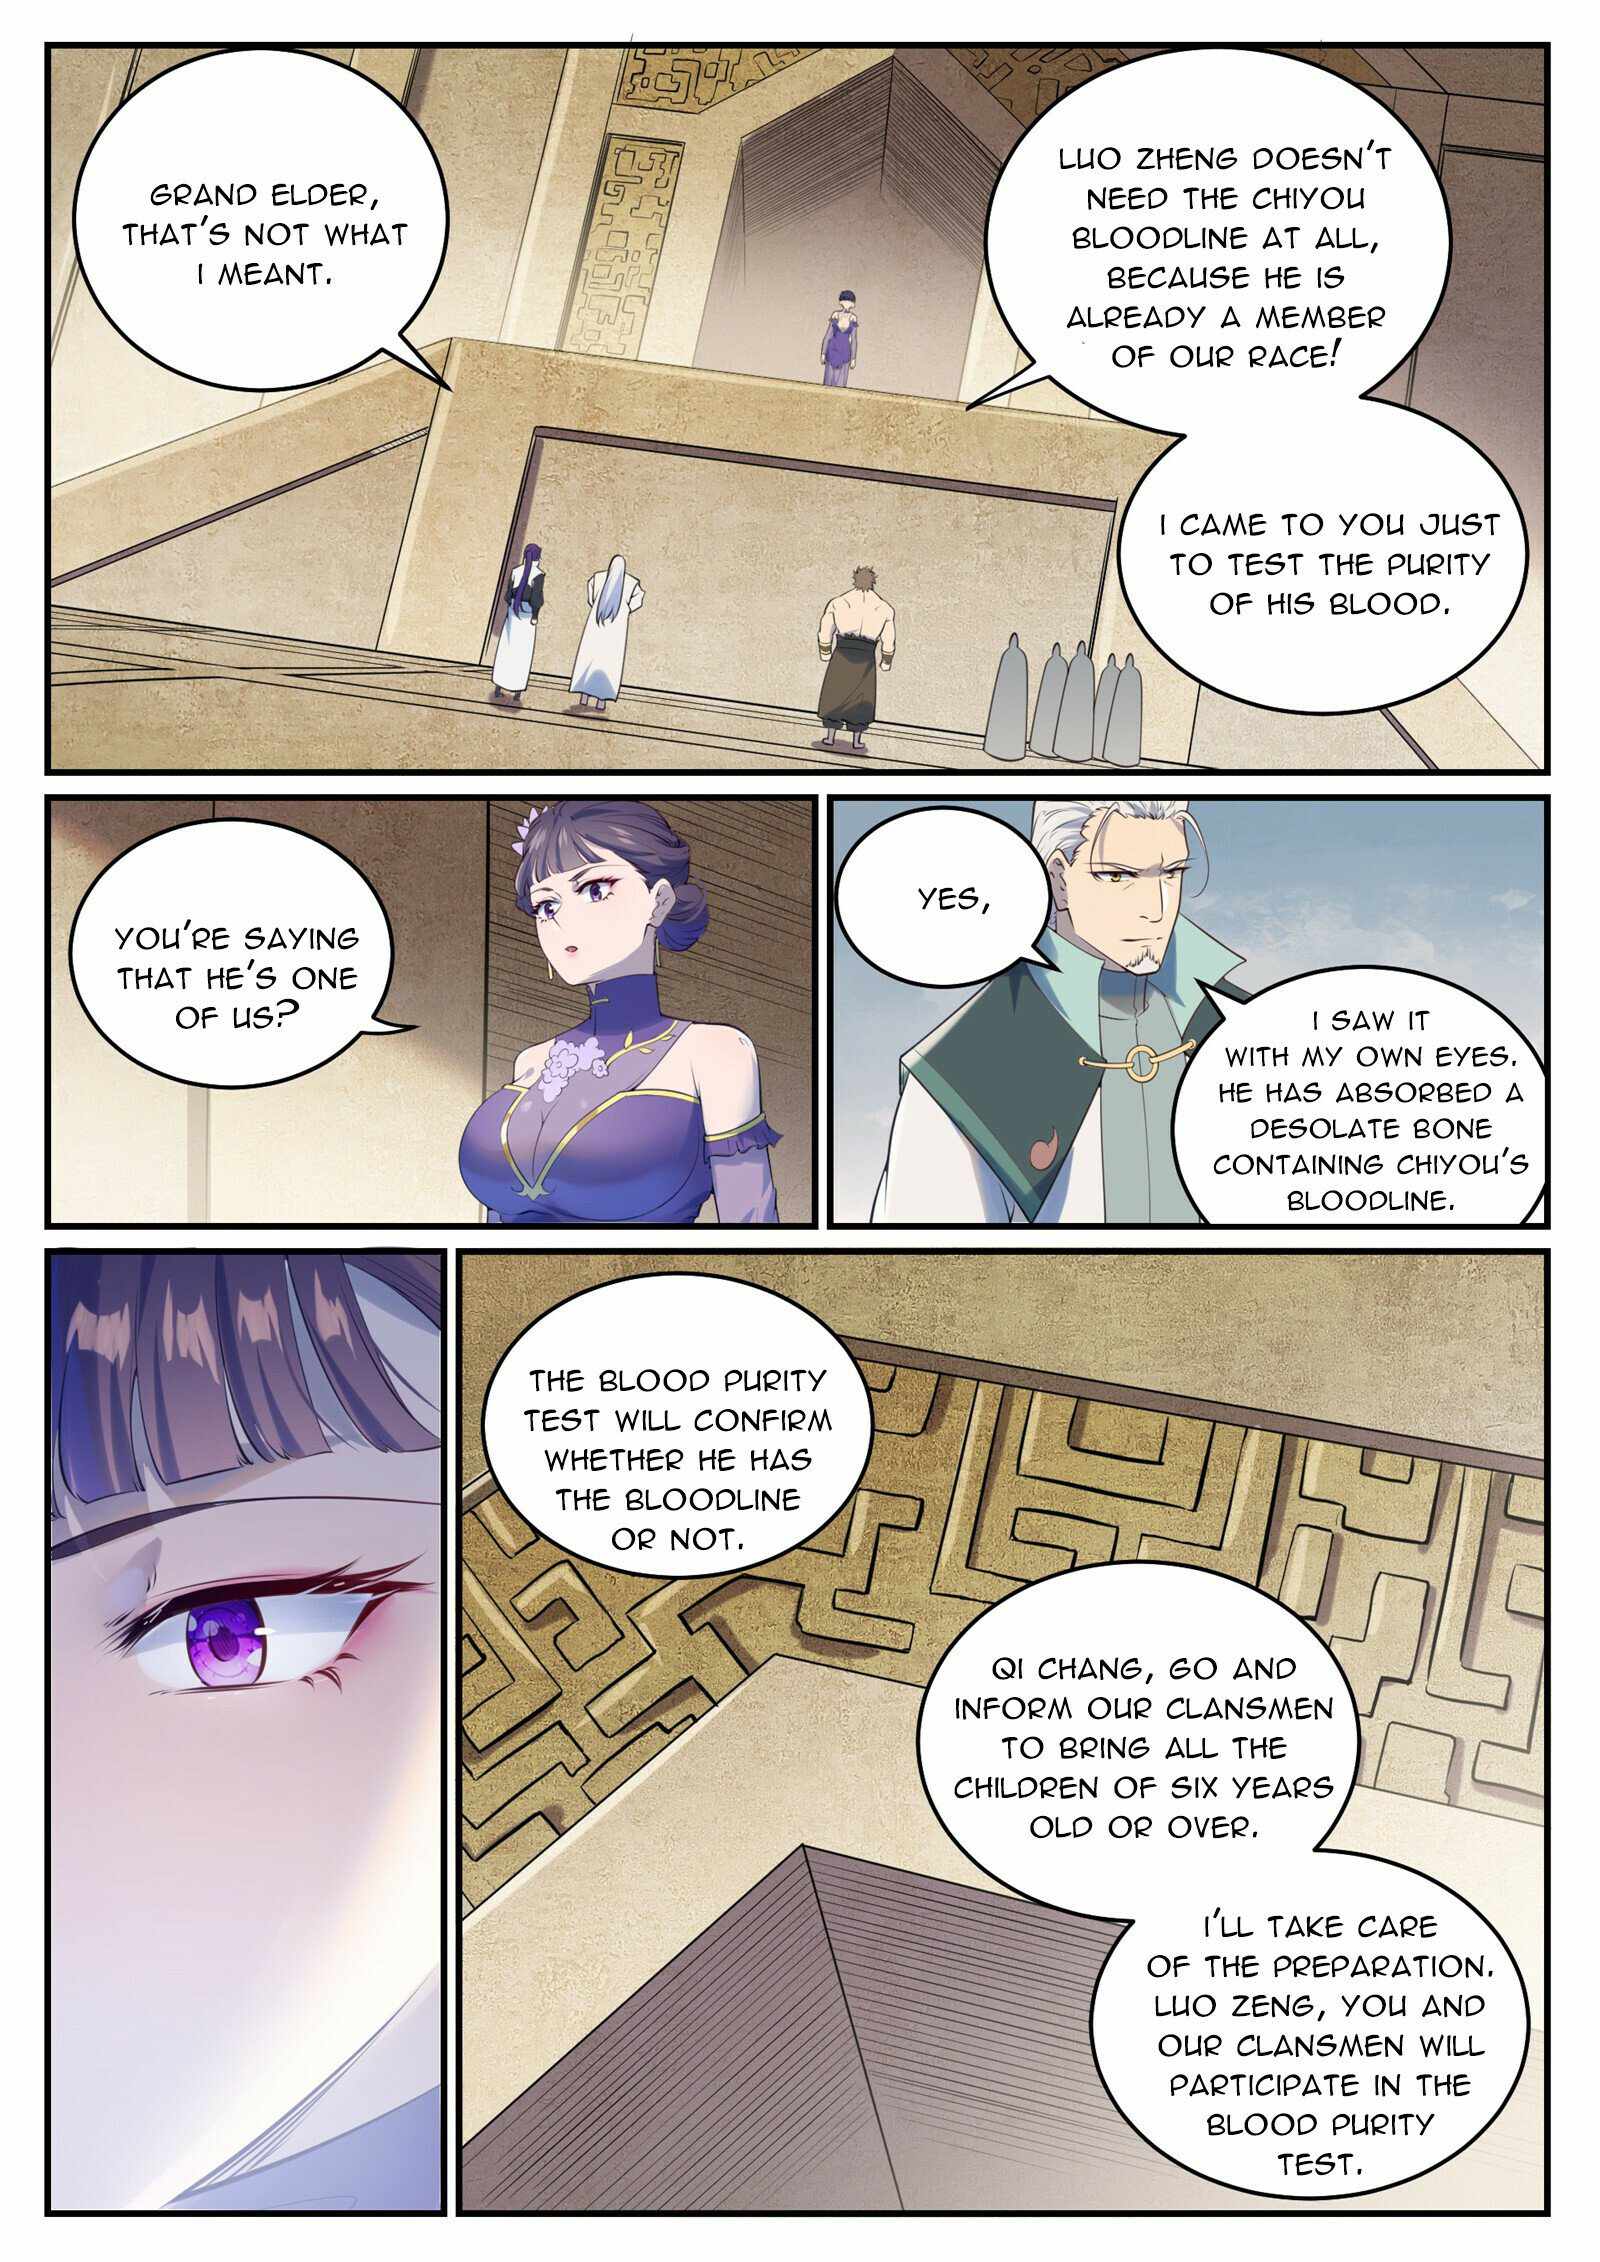 GRAND ELDER,
THAT'S NOT WHAT
I MEANT.
LUO ZHENG DOESN'T
NEED THE CHIYOU
BLOODLINE AT ALL,
BECAUSE HE IS
ALREADY A MEMBER
OF OUR RACE!
I CAME TO YOU JUST
TO TEST THE PURITY
OF HIS BLOOD.
YOU'RE SAYING
THAT HE'S ONE
OF US?
YES,
I SAW IT
WITH MY OWN EYES.
HE HAS ABSORBED A
DESOLATE BONE
CONTAINING CHIYOU'S
BLOODLINE.
THE BLOOD PURITY
TEST WILL CONFIRM
WHETHER HE HAS
THE BLOODLINE
OR NOT.
QI CHANG, GO AND
INFORM OUR CLANSMEN
TO BRING ALL THE
CHILDREN OF SIX YEARS
OLD OR OVER.
I'LL TAKE CARE
OF THE PREPARATION.
LUO ZENG, YOU AND
OUR CLANSMEN WILL
PARTICIPATE IN THE
BLOOD PURITY
TEST.